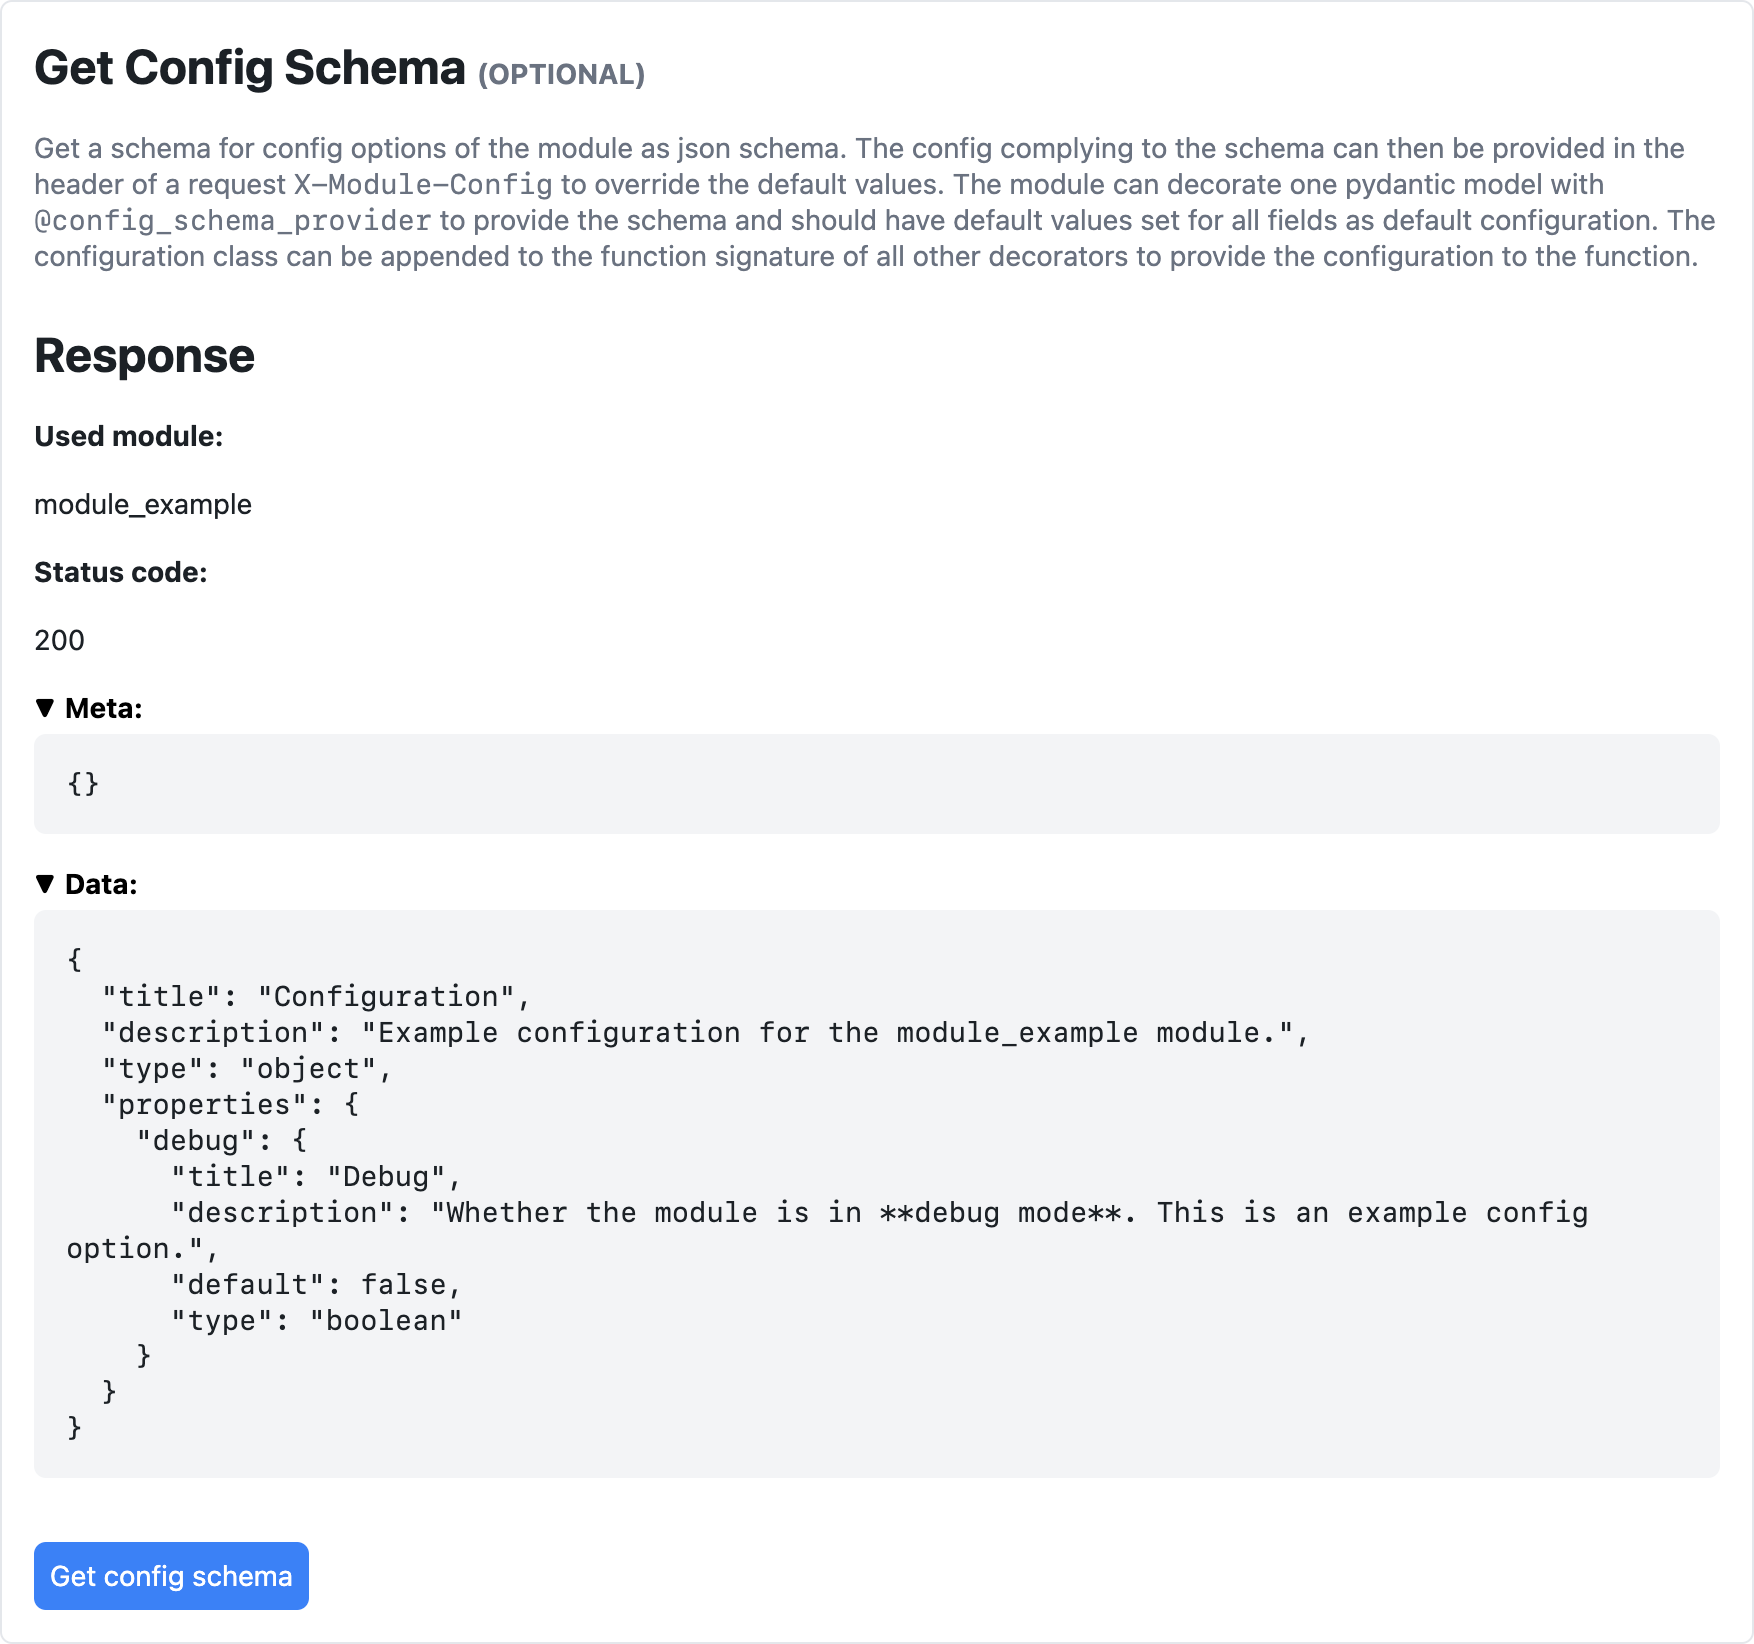 Get Config Schema (OPTIONAL)
Get a schema for config options of the module as json schema. The config complying to the schema can then be provided in the
header of a request X-Module-Config to override the default values. The module can decorate one pydantic model with
@config_schema_provider to provide the schema and should have default values set for all fields as default configuration. The
configuration class can be appended to the function signature of all other decorators to provide the configuration to the function.
Response
Used module:
module_example
Status code:
200
▼ Meta:
{}
▼ Data:
{
  "title": "Configuration",
  "description": "Example configuration for the module_example module.",
  "type": "object",
  "properties": {
    "debug": {
      "title": "Debug",
      "description": "Whether the module is in **debug mode**. This is an example config
option.",
      "default": false,
      "type": "boolean"
    }
  }
}
Get config schema